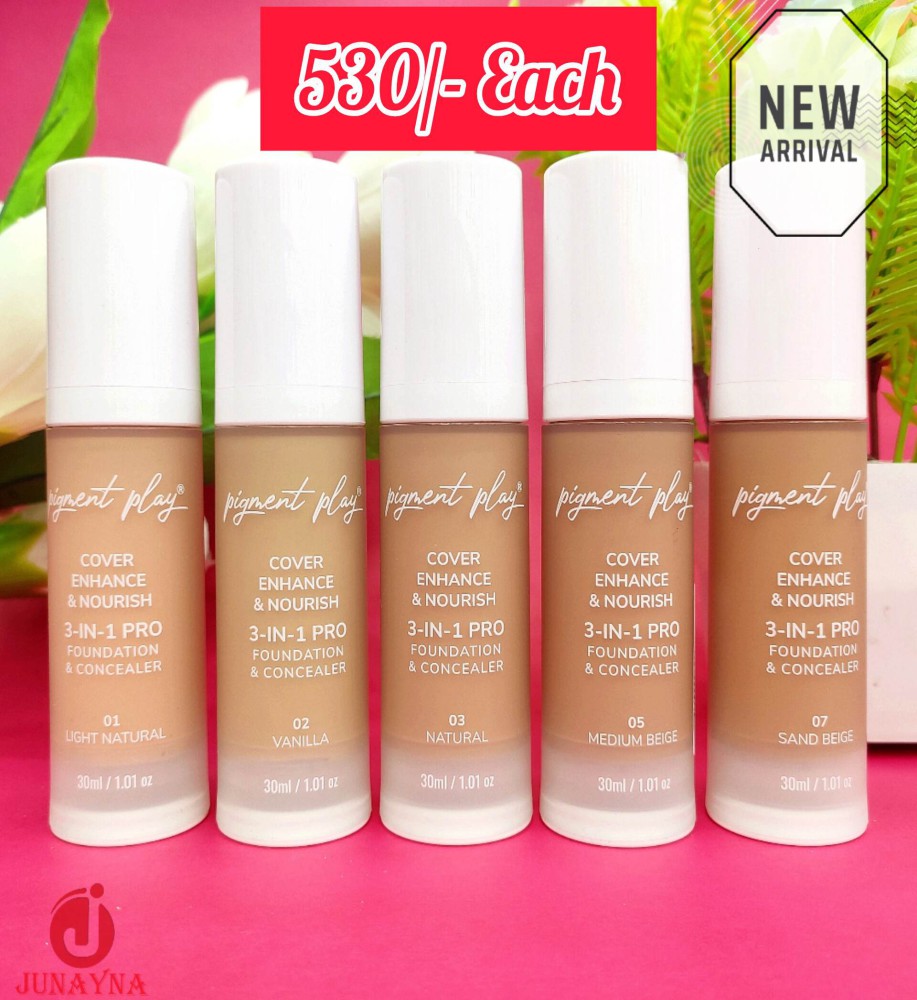 530/- Each
NEW
ARRIVAL
pigment play®
COVER
ENHANCE
& NOURISH
3-IN-1 PRO
FOUNDATION
& CONCEALER
01
LIGHT NATURAL
30ml / 1.01 oz
pigment play®
COVER
ENHANCE
& NOURISH
3-IN-1 PRO
FOUNDATION
& CONCEALER
02
VANILLA
30ml / 1.01 oz
pigment play®
COVER
ENHANCE
& NOURISH
3-IN-1 PRO
FOUNDATION
& CONCEALER
03
NATURAL
30ml / 1.01 oz
pigment play®
COVER
ENHANCE
& NOURISH
3-IN-1 PRO
FOUNDATION
& CONCEALER
05
MEDIUM BEIGE
30ml / 1.01 oz
pigment play
COVER
ENHANCE
& NOURISH
3-IN-1 PRO
FOUNDATION
& CONCEALER
07
SAND BEIGE
30ml / 1.01 oz
JUNAYNA